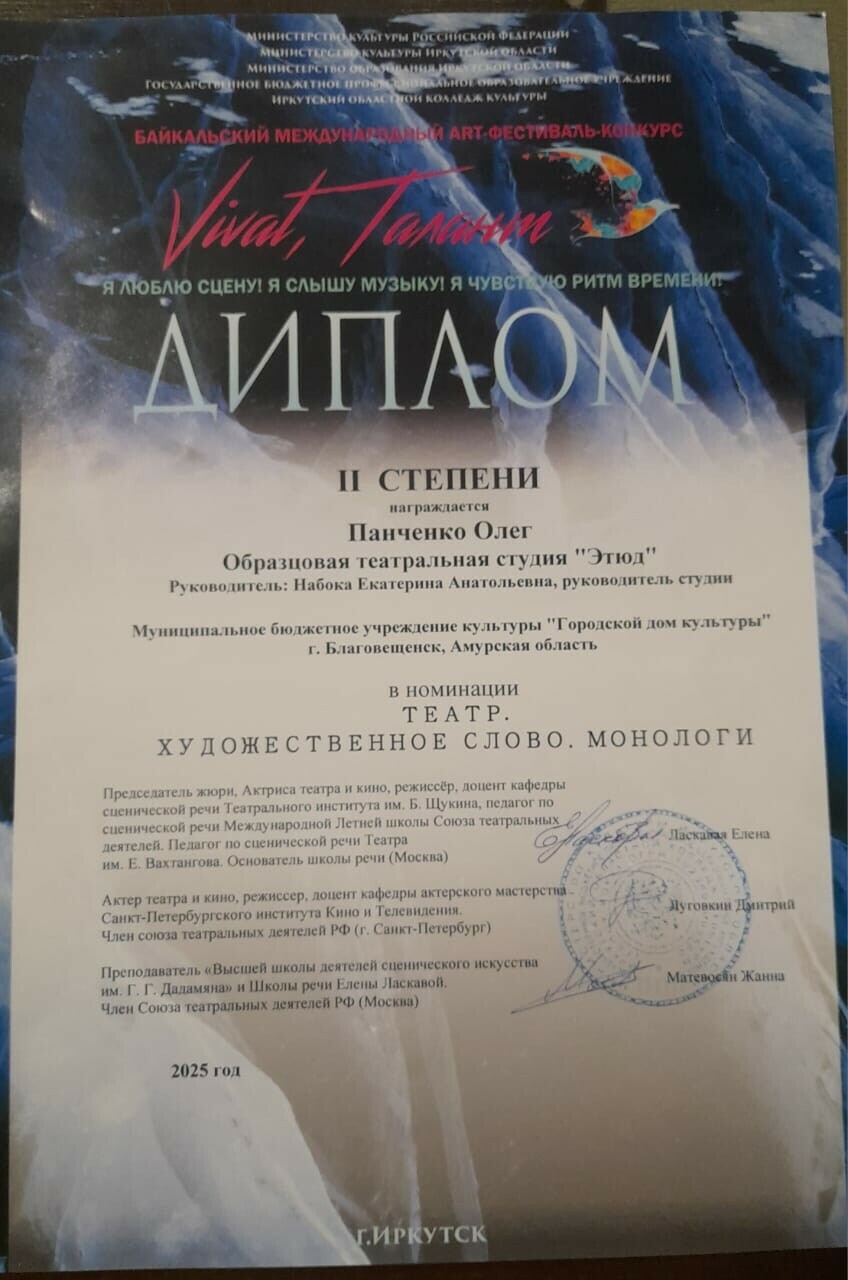 МИНИСТЕРСТВО КУЛЬТУРЫ РОССИЙСКОЙ ФЕДЕРАЦИИ
МИНИСТЕРСТВО КУЛЬТУРЫ ИРКУТСКОЙ ОБЛАСТИ
МИНИСТЕРСТВО ОБРАЗОВАНИЯ ИРКУТСКОЙ ОБЛАСТИ
ГОСУДАРСТВЕННОЕ БЮДЖЕТНОЕ ПРОФЕССИОНАЛЬНОЕ ОБРАЗОВАТЕЛЬНОЕ УЧРЕЖДЕНИЕ
ИРКУТСКИЙ ОБЛАСТНОЙ КОЛЛЕДЖ КУЛЬТУРЫ
БАЙКАЛЬСКИЙ МЕЖДУНАРОДНЫЙ ART-ФЕСТИВАЛЬ-КОНКУРС
Vivat, Талант
Я ЛЮБЛЮ СЦЕНУ! Я СЛЫШУ МУЗЫКУ! Я ЧУВСТВУЮ РИТМ ВРЕМЕНИ!
ДИПЛОМ
II СТЕПЕНИ
награждается
Панченко Олег
Образцовая театральная студия "Этюд"
Руководитель: Набока Екатерина Анатольевна, руководитель студии
Муниципальное бюджетное учреждение культуры "Городской дом культуры"
г. Благовещенск, Амурская область
в номинации
ТЕАТР.
ХУДОЖЕСТВЕННОЕ СЛОВО. МОНОЛОГИ
Председатель жюри, Актриса театра и кино, режиссёр, доцент кафедры
сценической речи Театрального института им. Б. Щукина, педагог по
сценической речи Международной Летней школы Союза театральных
деятелей. Педагог по сценической речи Театра
им. Е. Вахтангова. Основатель школы речи (Москва)
Ласкавая Елена
Актер театра и кино, режиссер, доцент кафедры актерского мастерства
Санкт-Петербургского института Кино и Телевидения.
Член союза театральных деятелей РФ (г. Санкт-Петербург)
Луговкин Дмитрий
Преподаватель «Высшей школы деятелей сценического искусства
им. Г. Г. Дадамяна» и Школы речи Елены Ласкавой.
Член Союза театральных деятелей РФ (Москва)
Матевосян Жанна
2025 год
г.ИРКУТСК